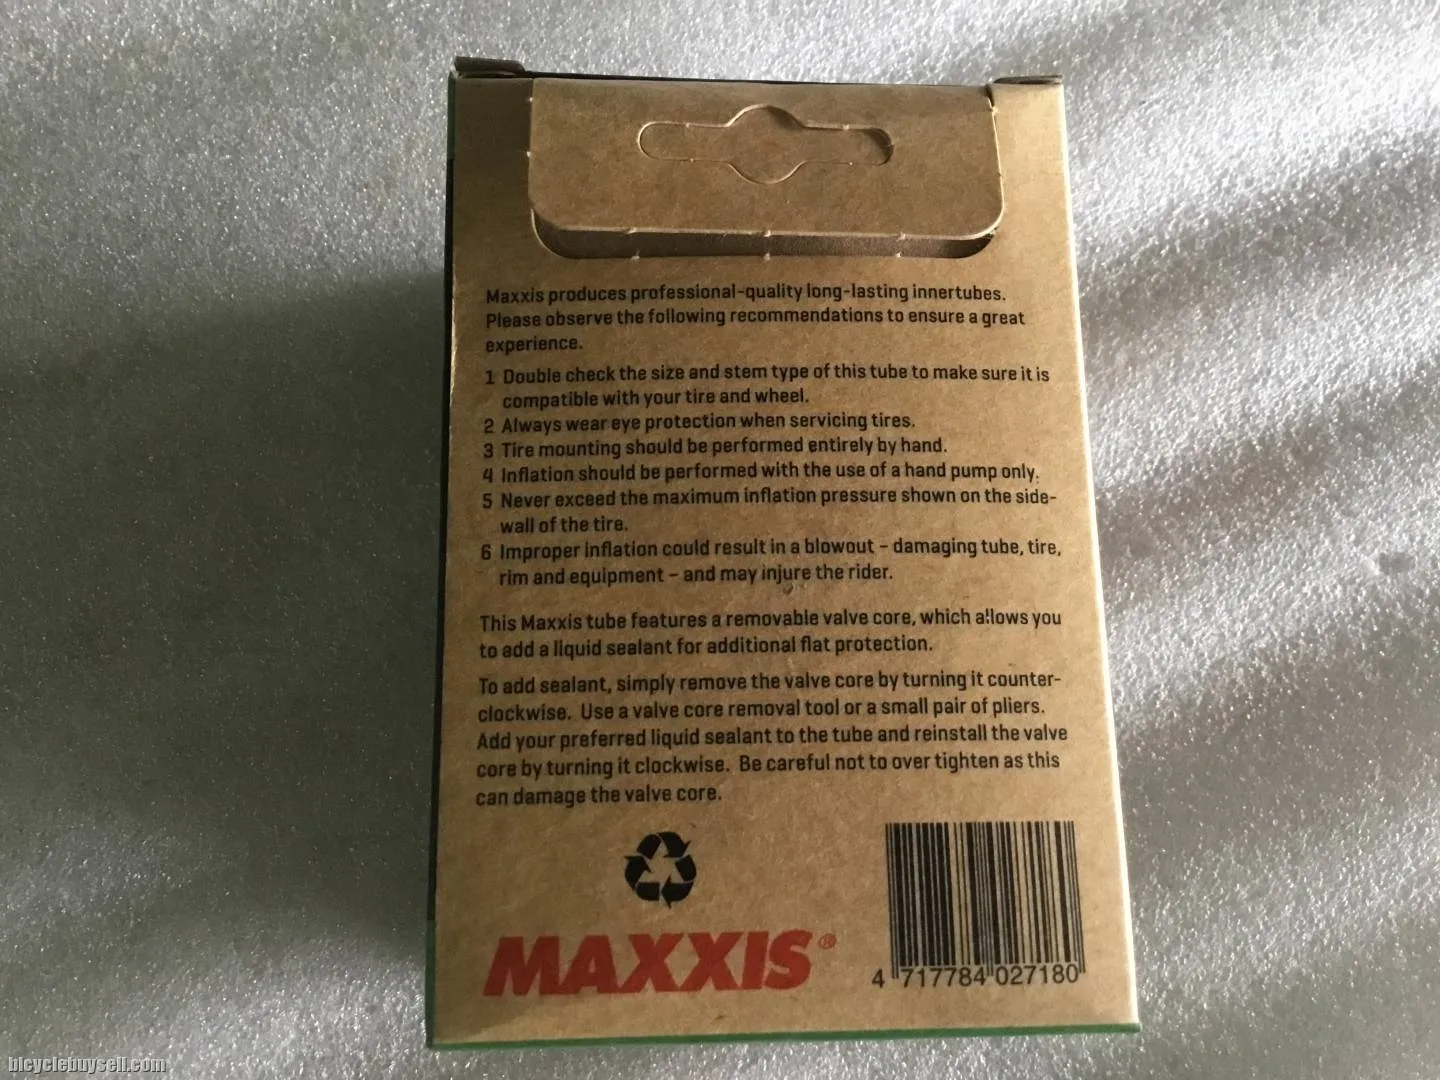 Maxxis produces professional-quality long-lasting innertubes.
Please observe the following recommendations to ensure a great
experience.
1 Double check the size and stem type of this tube to make sure it is
compatible with your tire and wheel.
2 Always wear eye protection when servicing tires.
3 Tire mounting should be performed entirely by hand.
4 Inflation should be performed with the use of a hand pump only.
5 Never exceed the maximum inflation pressure shown on the side-
wall of the tire.
6 Improper inflation could result in a blowout – damaging tube, tire,
rim and equipment – and may injure the rider.
This Maxxis tube features a removable valve core, which allows you
to add a liquid sealant for additional flat protection.
To add sealant, simply remove the valve core by turning it counter-
clockwise. Use a valve core removal tool or a small pair of pliers.
Add your preferred liquid sealant to the tube and reinstall the valve
core by turning it clockwise. Be careful not to over tighten as this
can damage the valve core.
MAXXIS®
4 717784 027180
bicyclebuysell.com